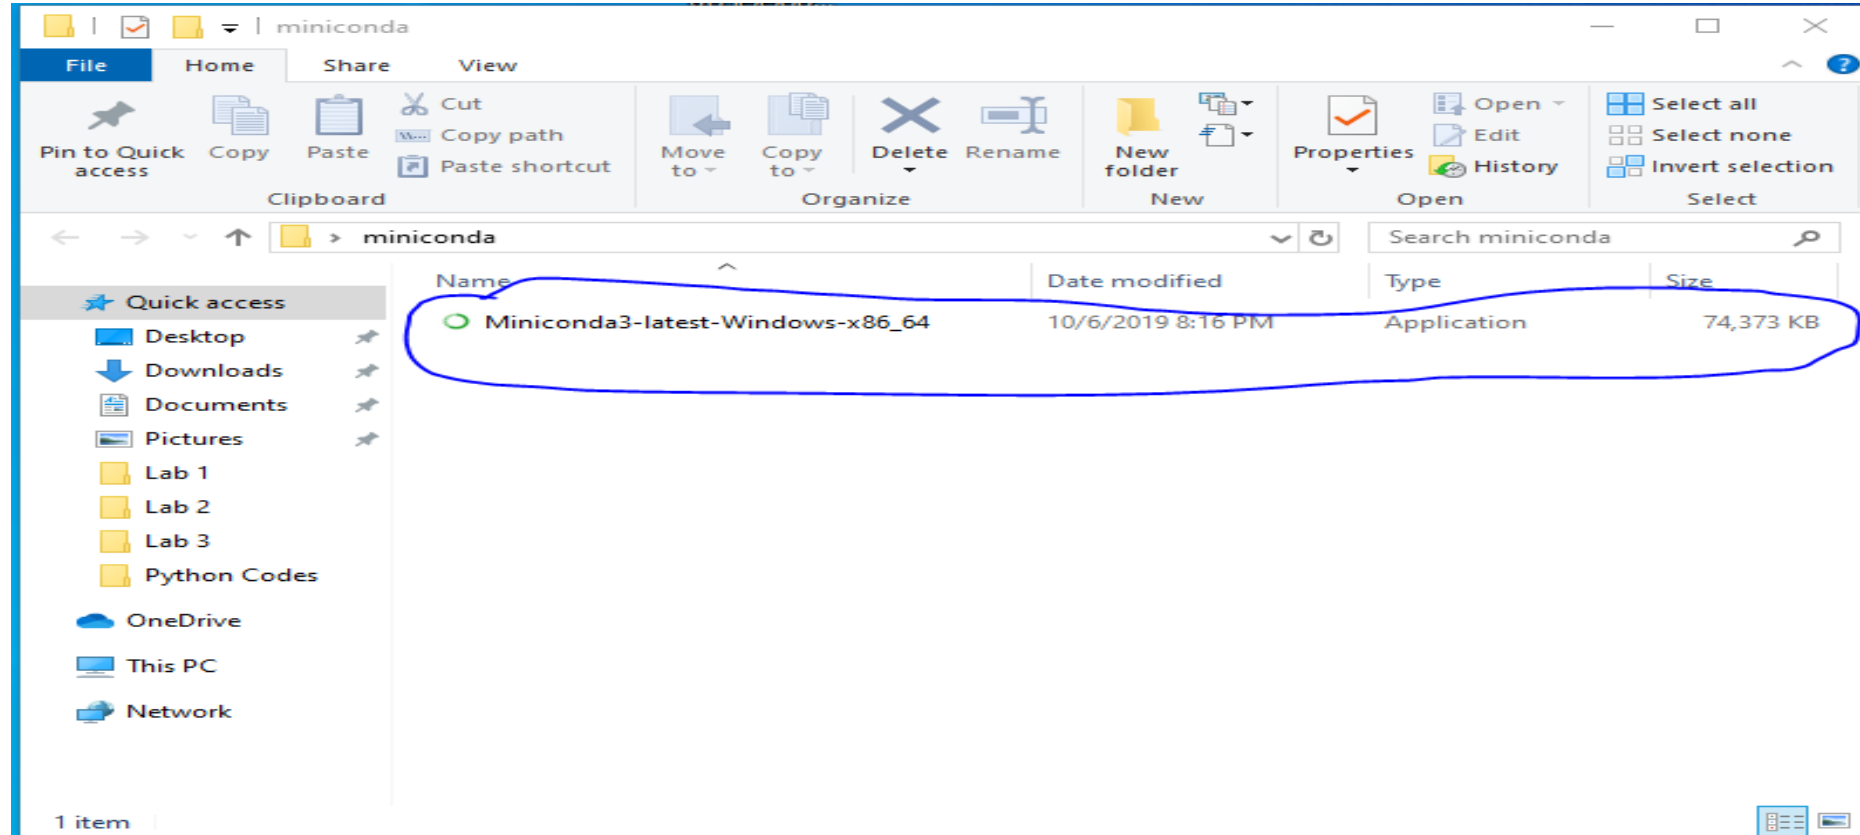 miniconda
File Home Share View
Pin to Quick access
Copy
Paste
Cut
Copy path
Paste shortcut
Move to
Copy to
Delete
Rename
New folder
Properties
Open
Edit
History
Select all
Select none
Invert selection
Clipboard Organize New Open Select
miniconda
Search miniconda
Name Date modified Type Size
Miniconda3-latest-Windows-x86_64 10/6/2019 8:16 PM Application 74,373 KB
Quick access
Desktop
Downloads
Documents
Pictures
Lab 1
Lab 2
Lab 3
Python Codes
OneDrive
This PC
Network
1 item